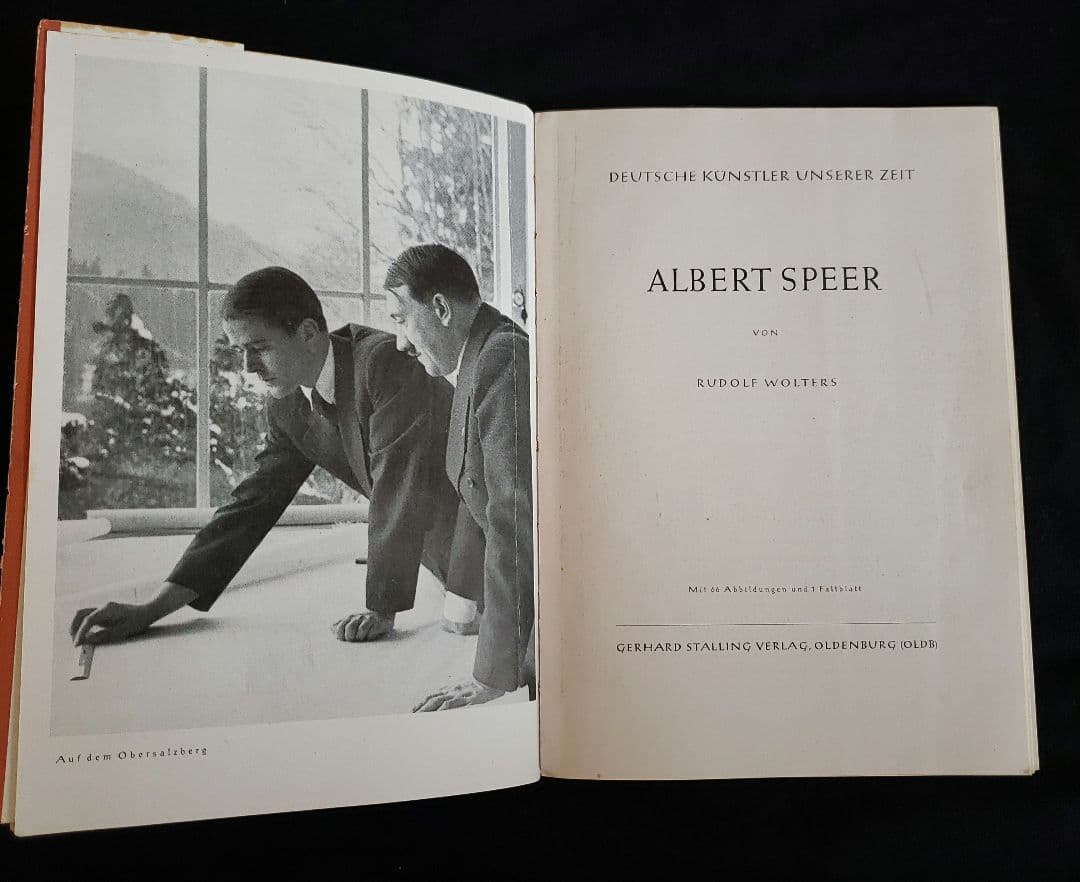 Auf dem Obersalzberg
DEUTSCHE KÜNSTLER UNSERER ZEIT
ALBERT SPEER
VON
RUDOLF WOLTERS
Mit 66 Abbildungen und 1 Faltblatt
GERHARD STALLING VERLAG, OLDENBURG (OLDB)